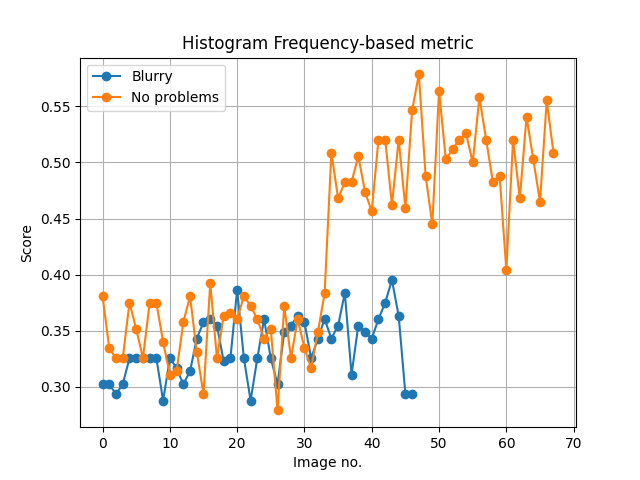 Histogram Frequency-based metric
Blurry
No problems
0.55
0.50
0.45
0.40
0.35
0.30
Score
0 10 20 30 40 50 60 70
Image no.